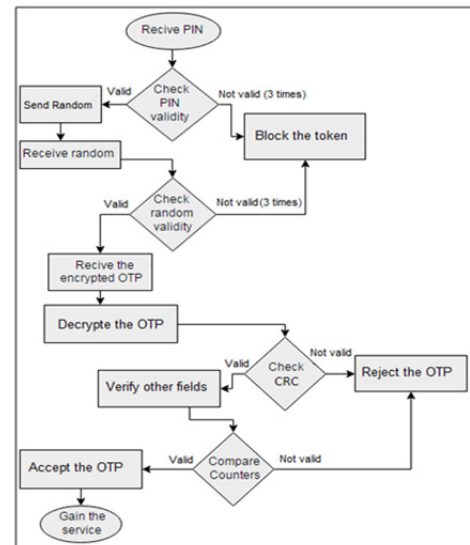 Recive PIN
Valid
Not valid (3 times)
Check
PIN
validity
Send Random
Block the token
Receive random
Valid
Check
random
validity
Not valid (3 times)
Recive the
encrypted OTP
Decrypte the OTP
Valid
Check
CRC
Not valid
Reject the OTP
Verify other fields
Accept the OTP
Valid
Compare
Counters
Not valid
Gain the
service